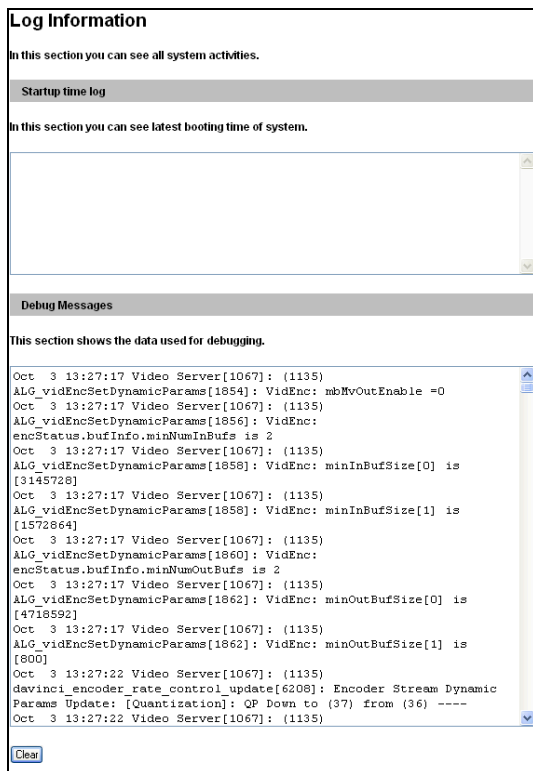 Log Information
In this section you can see all system activities.
Startup time log
In this section you can see latest booting time of system.
Debug Messages
This section shows the data used for debugging.
Oct  3 13:27:17 Video Server[1067]: (1135)
ALG_vidEncSetDynamicParams[1854]: VidEnc: mbMvOutEnable =0
Oct  3 13:27:17 Video Server[1067]: (1135)
ALG_vidEncSetDynamicParams[1856]: VidEnc:
encStatus.bufInfo.minNumInBufs is 2
Oct  3 13:27:17 Video Server[1067]: (1135)
ALG_vidEncSetDynamicParams[1858]: VidEnc: minInBufSize[0] is
[3145728]
Oct  3 13:27:17 Video Server[1067]: (1135)
ALG_vidEncSetDynamicParams[1858]: VidEnc: minInBufSize[1] is
[1572864]
Oct  3 13:27:17 Video Server[1067]: (1135)
ALG_vidEncSetDynamicParams[1860]: VidEnc:
encStatus.bufInfo.minNumOutBufs is 2
Oct  3 13:27:17 Video Server[1067]: (1135)
ALG_vidEncSetDynamicParams[1862]: VidEnc: minOutBufSize[0] is
[4718592]
Oct  3 13:27:17 Video Server[1067]: (1135)
ALG_vidEncSetDynamicParams[1862]: VidEnc: minOutBufSize[1] is
[800]
Oct  3 13:27:22 Video Server[1067]: (1135)
davinci_encoder_rate_control_update[6208]: Encoder Stream Dynamic
Params Update: [Quantization]: QP Down to (37) from (36) ----
Oct  3 13:27:22 Video Server[1067]: (1135)
Clear